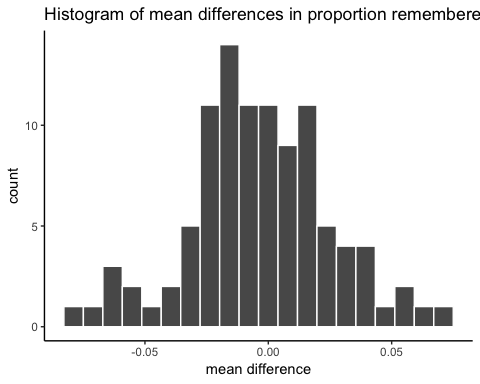 Histogram of mean differences in proportion remembere
10
5
0
count
-0.05
0.00
0.05
mean difference